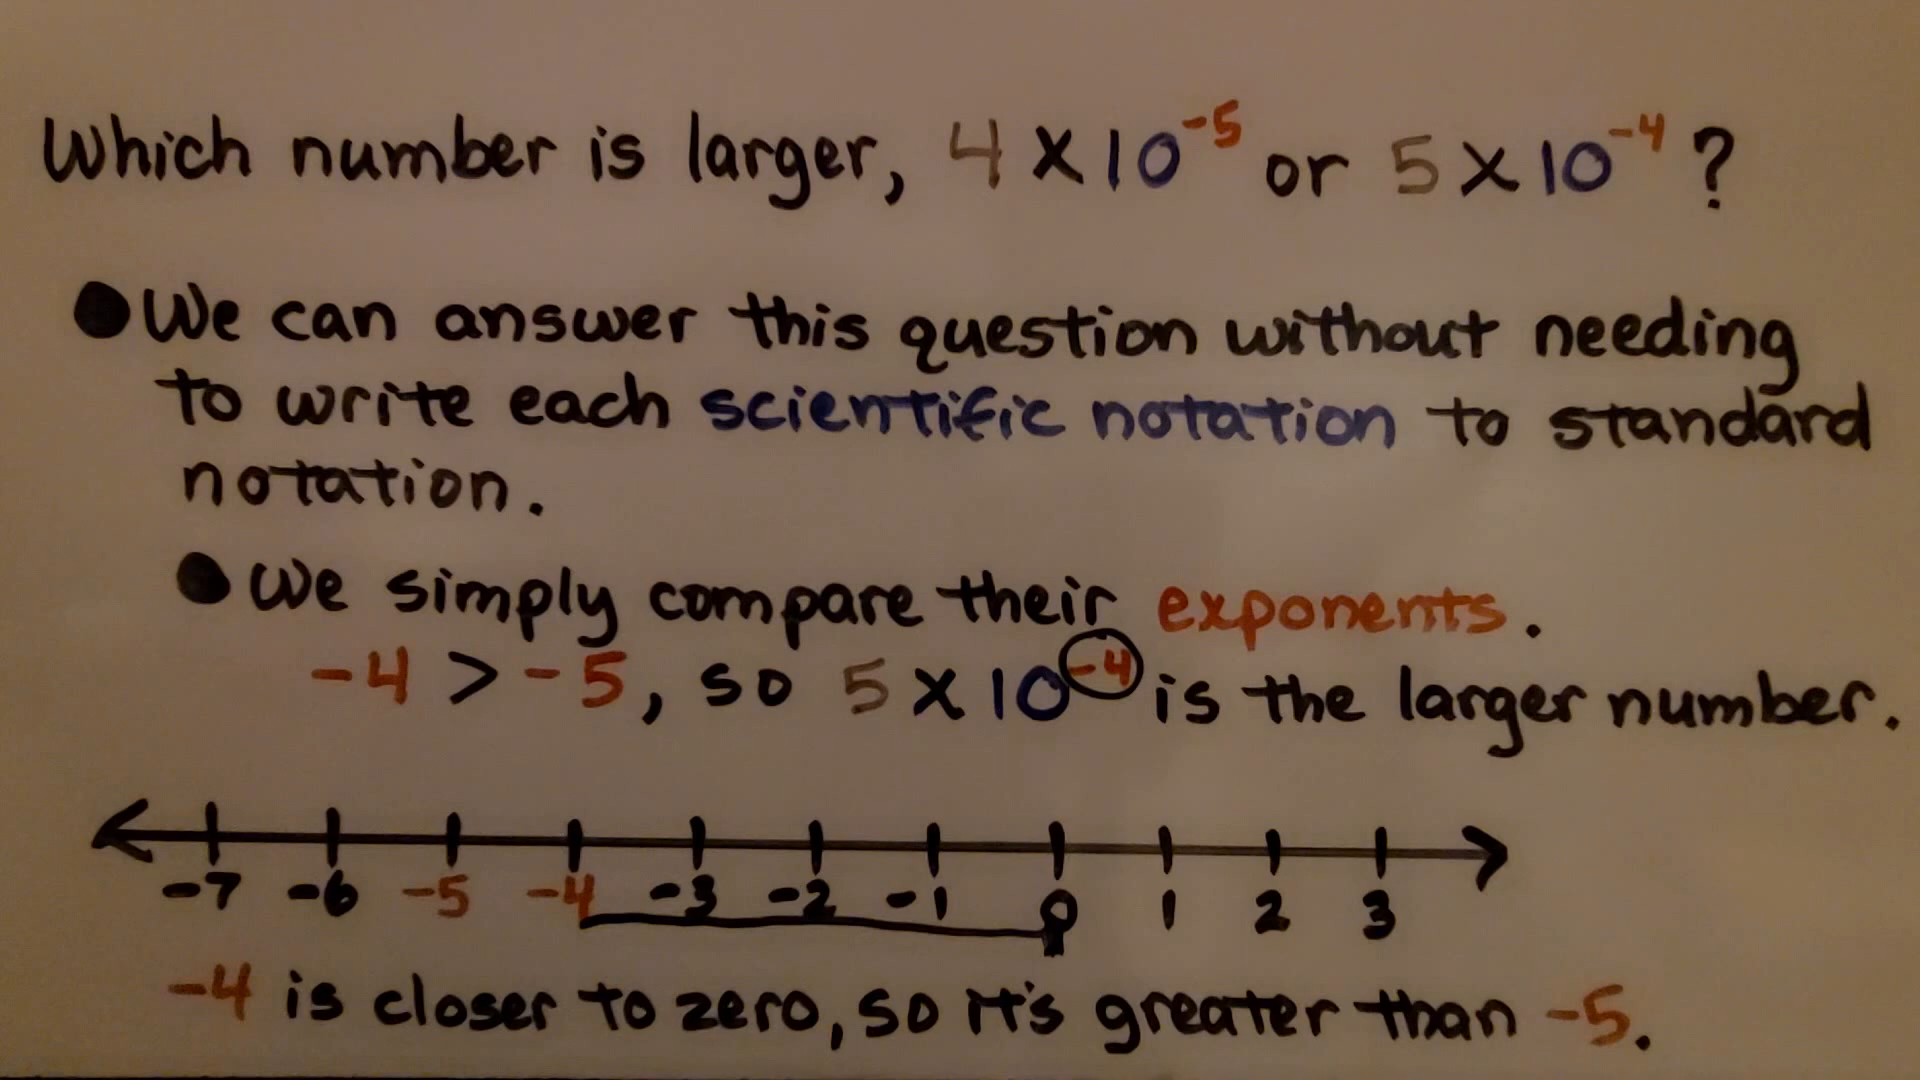 Which number is larger, 4 x 10⁻⁵ or 5 x 10⁻⁴ ?
● We can answer this question without needing
to write each scientific notation to standard
notation.
● We simply compare their exponents.
-4 > -5, so 5 x 10⁻⁴ is the larger number.
-7 -6 -5 -4 -3 -2 -1 0 1 2 3
-4 is closer to zero, so it's greater than -5.